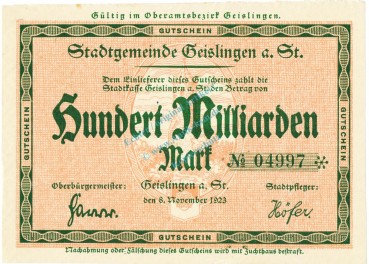 Gültig im Oberamtsbezirk Geislingen.
GUTSCHEIN
Stadtgemeinde Geislingen a. St.
Dem Einlieferer dieses Gutscheins zahlt die
Stadtkasse Geislingen a. St. den Betrag von
GUTSCHEIN
Hundert Milliarden
GUTSCHEIN
Mark
№ 04997
Oberbürgermeister:
Geislingen a. St.
Stadtpfleger:
den 6. November 1923
Höfer.
GUTSCHEIN
Nachahmung oder Fälschung dieses Gutscheins wird mit Zuchthaus bestraft.